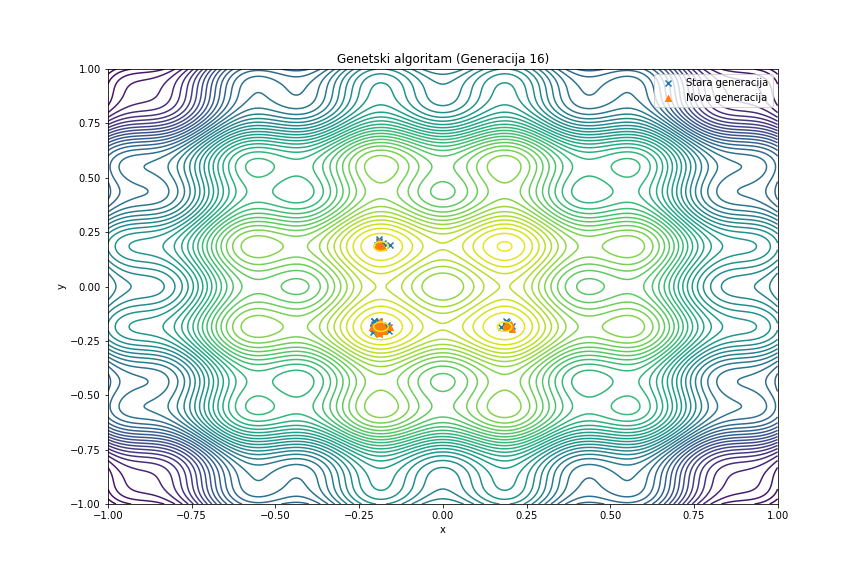 Genetski algoritam (Generacija 16)
Stara generacija
Nova generacija
1.00
0.75
0.50
0.25
0.00
−0.25
−0.50
−0.75
−1.00
y
−1.00 −0.75 −0.50 −0.25 0.00 0.25 0.50 0.75 1.00
x